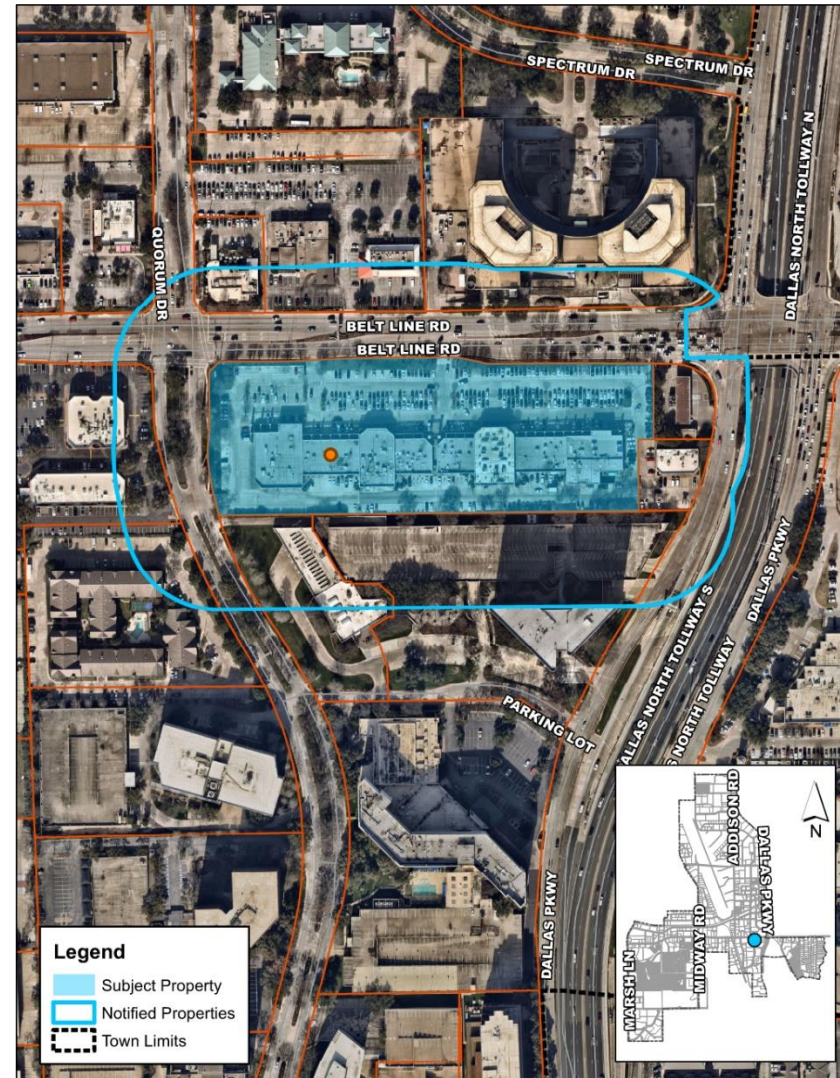 SPECTRUM DR
SPECTRUM DR
DALLAS NORTH TOLLWAY N
QUORUM DR
BELT LINE RD
BELT LINE RD
DALLAS PKWY
DALLAS NORTH TOLLWAY S
DALLAS NORTH TOLLWAY
PARKING LOT
DALLAS PKWY
Legend
Subject Property
Notified Properties
Town Limits
ADDISON RD
DALLAS PKWY
MIDWAY RD
MARSH LN
N